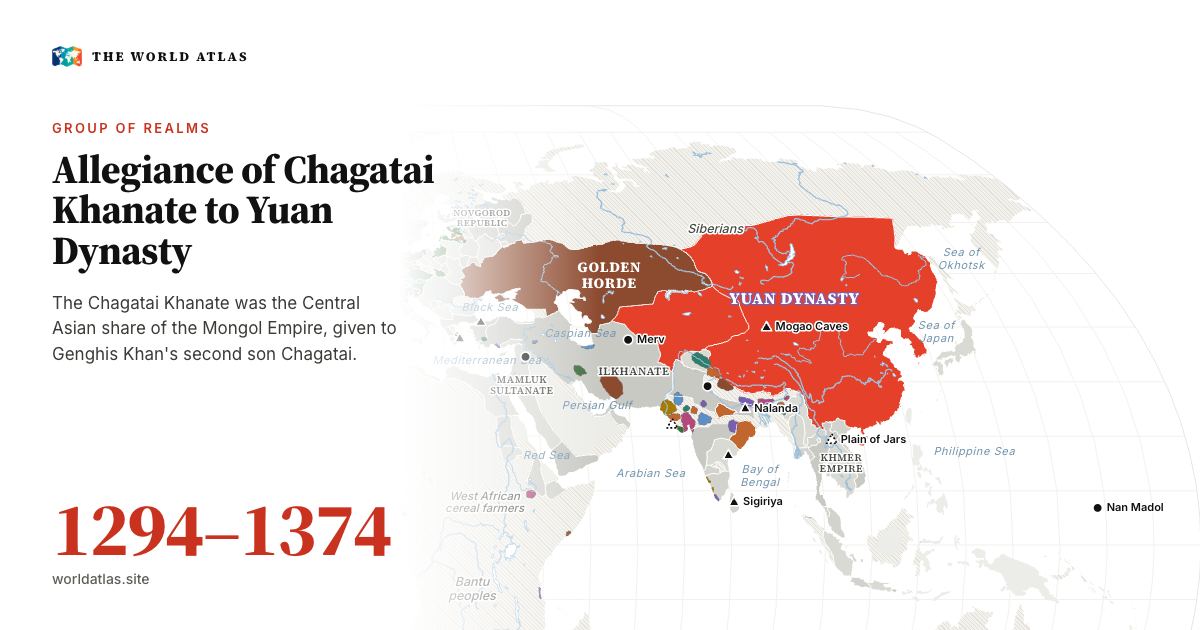 THE WORLD ATLAS
GROUP OF REALMS
Allegiance of Chagatai
Khanate to Yuan
Dynasty
The Chagatai Khanate was the Central
Asian share of the Mongol Empire, given to
Genghis Khan's second son Chagatai.
1294–1374
worldatlas.site
NOVGOROD
REPUBLIC
Siberians
GOLDEN
HORDE
YUAN DYNASTY
Sea of
Okhotsk
Black Sea
Caspian Sea
Merv
Mogao Caves
Sea of
Japan
Mediterranean Sea
MAMLUK
SULTANATE
ILKHANATE
Persian Gulf
Nalanda
Plain of Jars
Red Sea
Arabian Sea
Bay of
Bengal
KHMER
EMPIRE
Philippine Sea
West African
cereal farmers
Sigiriya
Nan Madol
Bantu
peoples